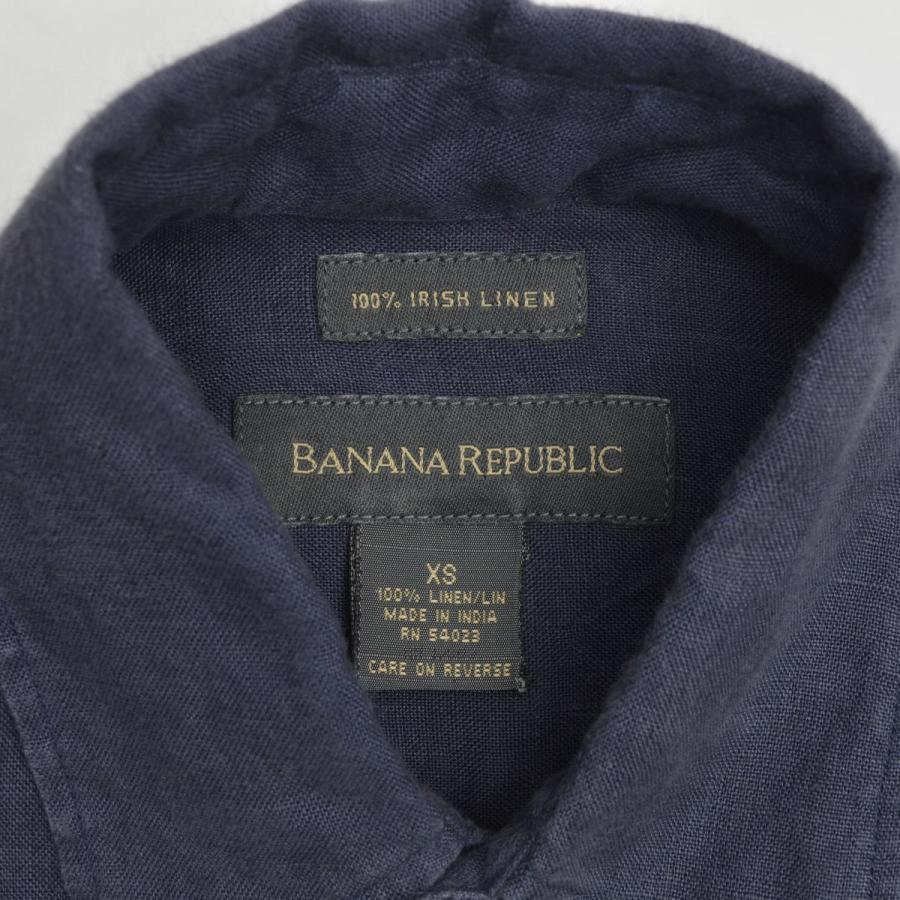 100% IRISH LINEN
BANANA REPUBLIC
XS
100% LINEN/LIN
MADE IN INDIA
RN 54023
CARE ON REVERSE